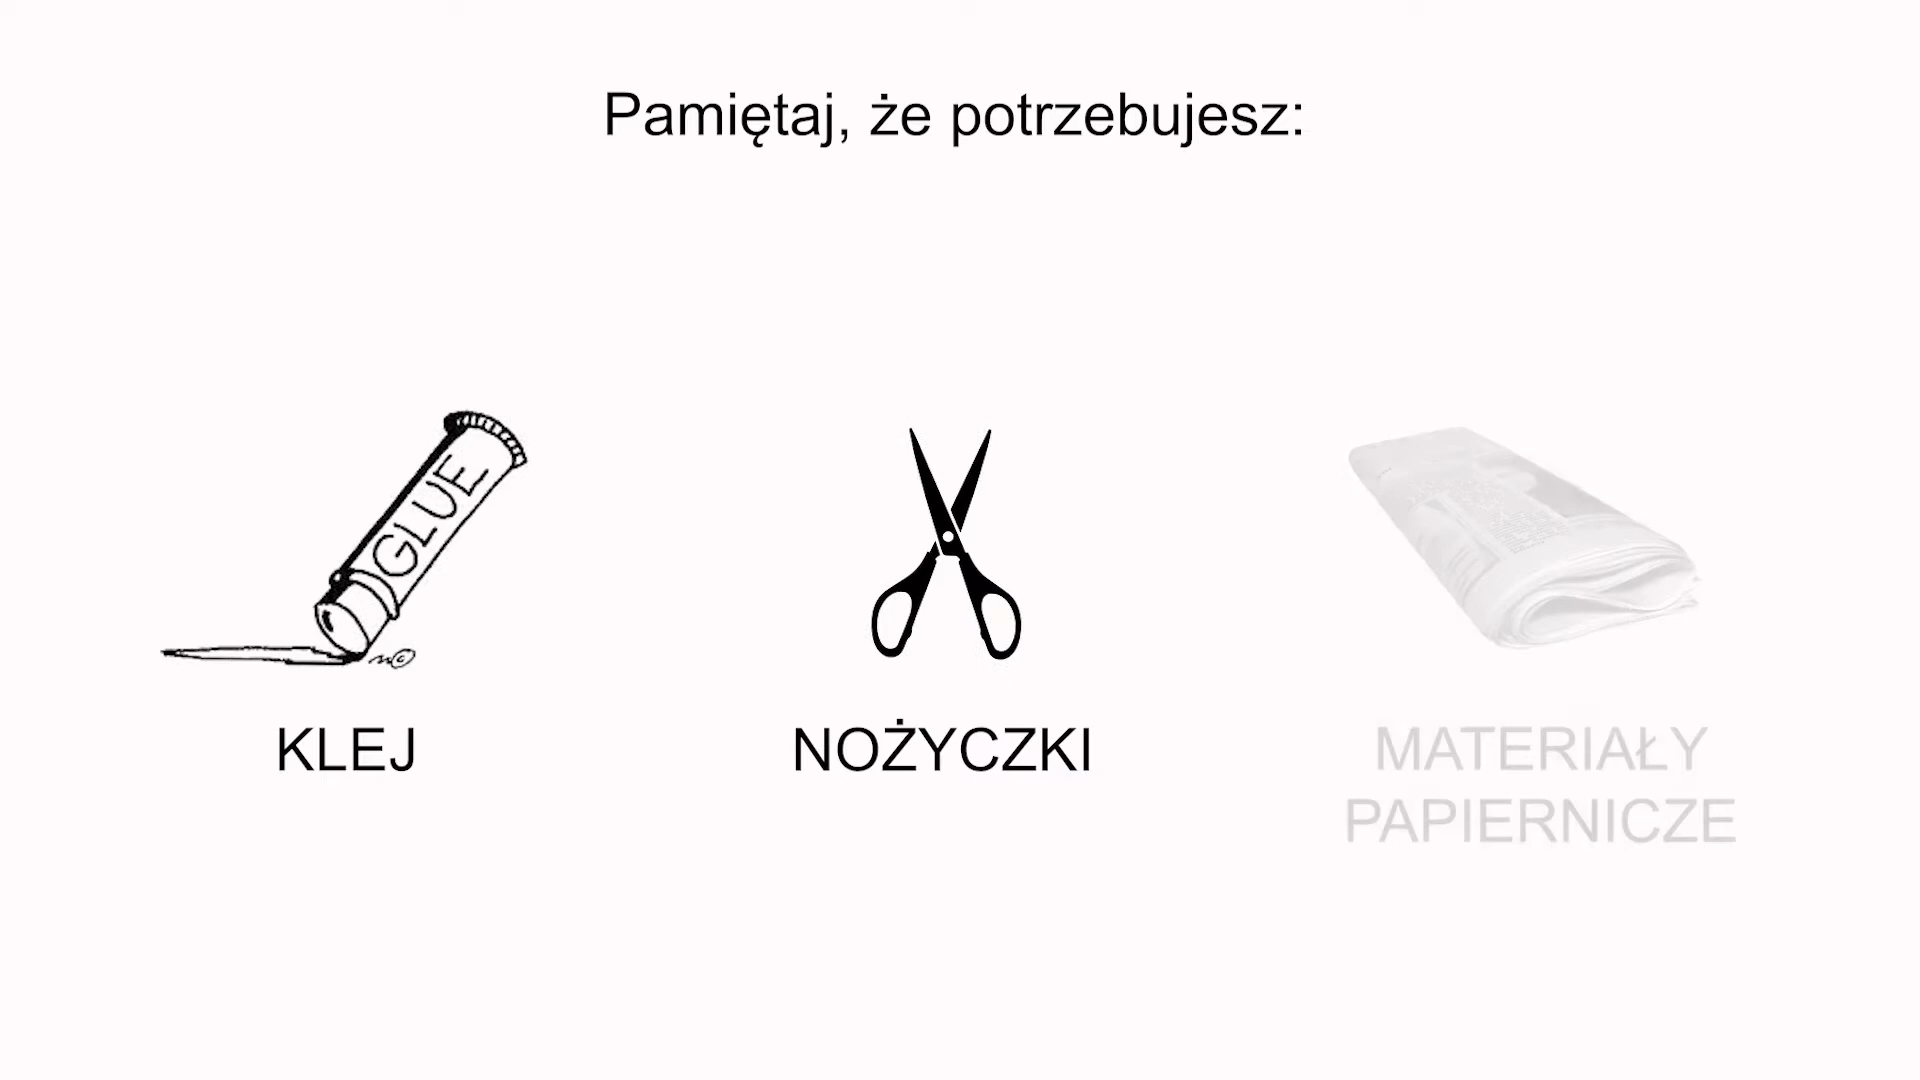 Pamiętaj, że potrzebujesz:
GLUE
KLEJ
NOŻYCZKI
MATERIAŁY
PAPIERNICZE